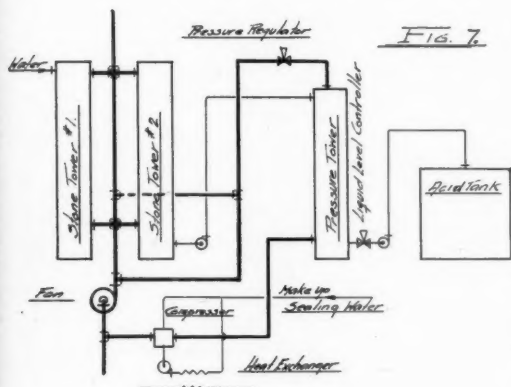 Pressure Regulator
FIG. 7.
Water
Stone Tower #1.
Stone Tower #2.
Pressure Tower
Liquid Level Controller
Acid Tank
Fan
Compressor
Make up
Sealing Water
Heat Exchanger